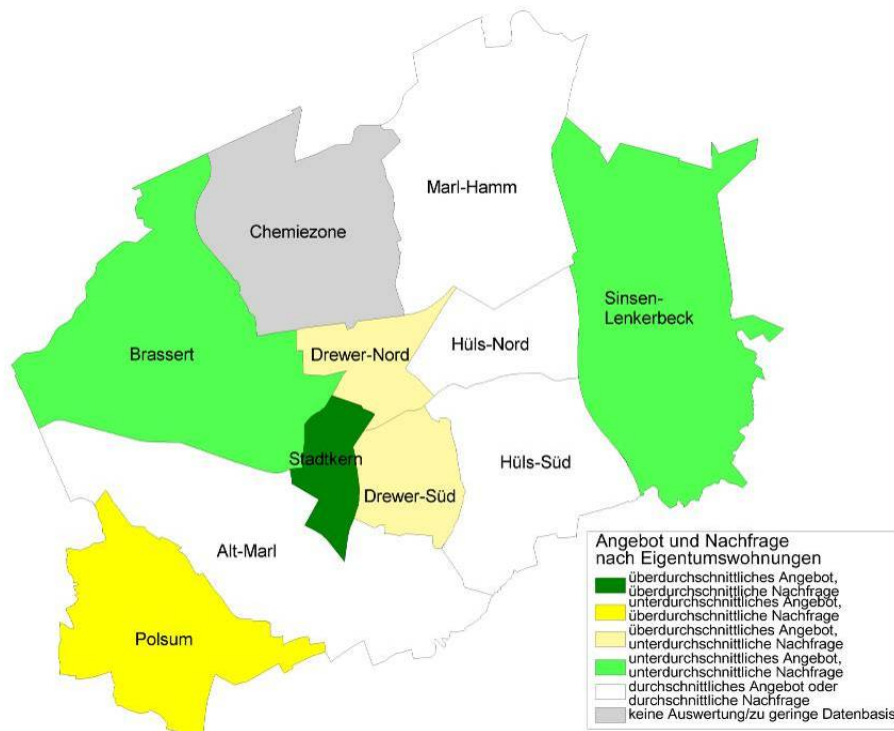 Marl-Hamm
Chemiezone
Sinsen-
Lenkerbeck
Hüls-Nord
Drewer-Nord
Brassert
Stadtkern
Hüls-Süd
Drewer-Süd
Alt-Marl
Polsum
Angebot und Nachfrage
nach Eigentumswohnungen
überdurchschnittliches Angebot,
überdurchschnittliche Nachfrage
unterdurchschnittliches Angebot,
überdurchschnittliche Nachfrage
überdurchschnittliches Angebot,
unterdurchschnittliche Nachfrage
unterdurchschnittliches Angebot,
unterdurchschnittliche Nachfrage
durchschnittliches Angebot oder
durchschnittliche Nachfrage
keine Auswertung/zu geringe Datenbasis